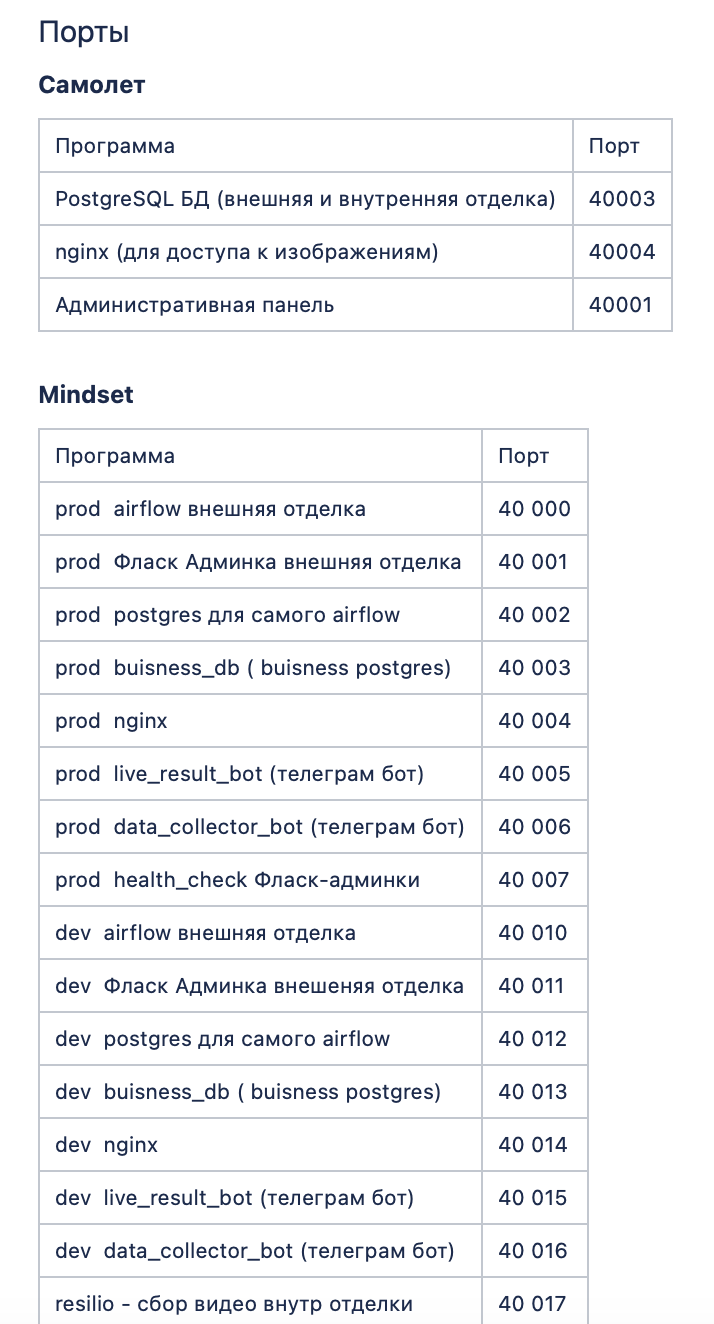 Порты
Самолет
Программа Порт
PostgreSQL БД (внешняя и внутренняя отделка) 40003
nginx (для доступа к изображениям) 40004
Административная панель 40001
Mindset
Программа Порт
prod airflow внешняя отделка 40 000
prod Фласк Админка внешняя отделка 40 001
prod postgres для самого airflow 40 002
prod buisness_db ( buisness postgres) 40 003
prod nginx 40 004
prod live_result_bot (телеграм бот) 40 005
prod data_collector_bot (телеграм бот) 40 006
prod health_check Фласк-админки 40 007
dev airflow внешняя отделка 40 010
dev Фласк Админка внешеняя отделка 40 011
dev postgres для самого airflow 40 012
dev buisness_db ( buisness postgres) 40 013
dev nginx 40 014
dev live_result_bot (телеграм бот) 40 015
dev data_collector_bot (телеграм бот) 40 016
resilio - сбор видео внутр отделки 40 017